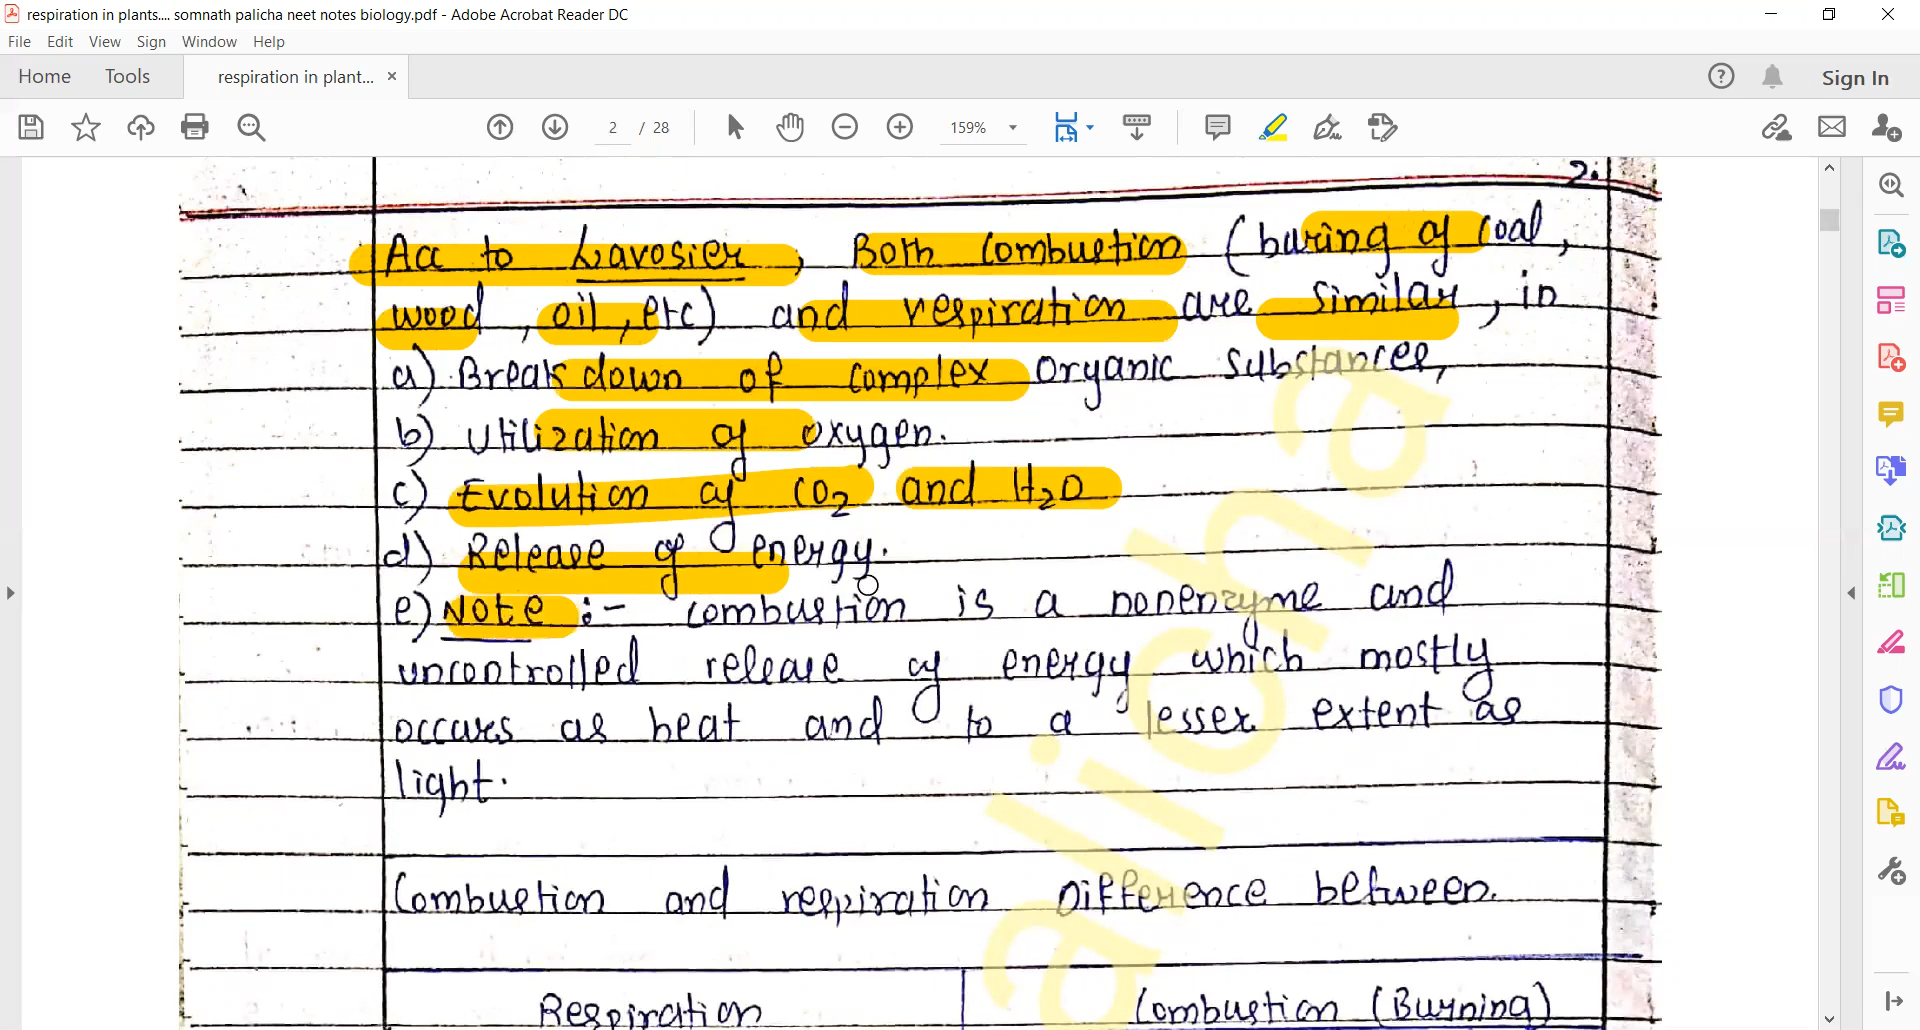 respiration in plants.... somnath palicha neet notes biology.pdf - Adobe Acrobat Reader DC
File Edit View Sign Window Help
Home Tools respiration in plant... × Sign In
2 / 28 159%
2.
Acc to Lavosier, Both Combustion (buring of coal,
wood, oil, etc) and respiration are similar, in
a) Break down of complex organic substances,
b) Utilization of oxygen.
c) Evolution of CO₂ and H₂O
d) Release of energy.
e) Note :- combustion is a nonenzyme and
uncontrolled release of energy which mostly
occurs as heat and to a lesser extent as
light.
Combustion and respiration Difference between.
Respiration Combustion (Burning)
alicha